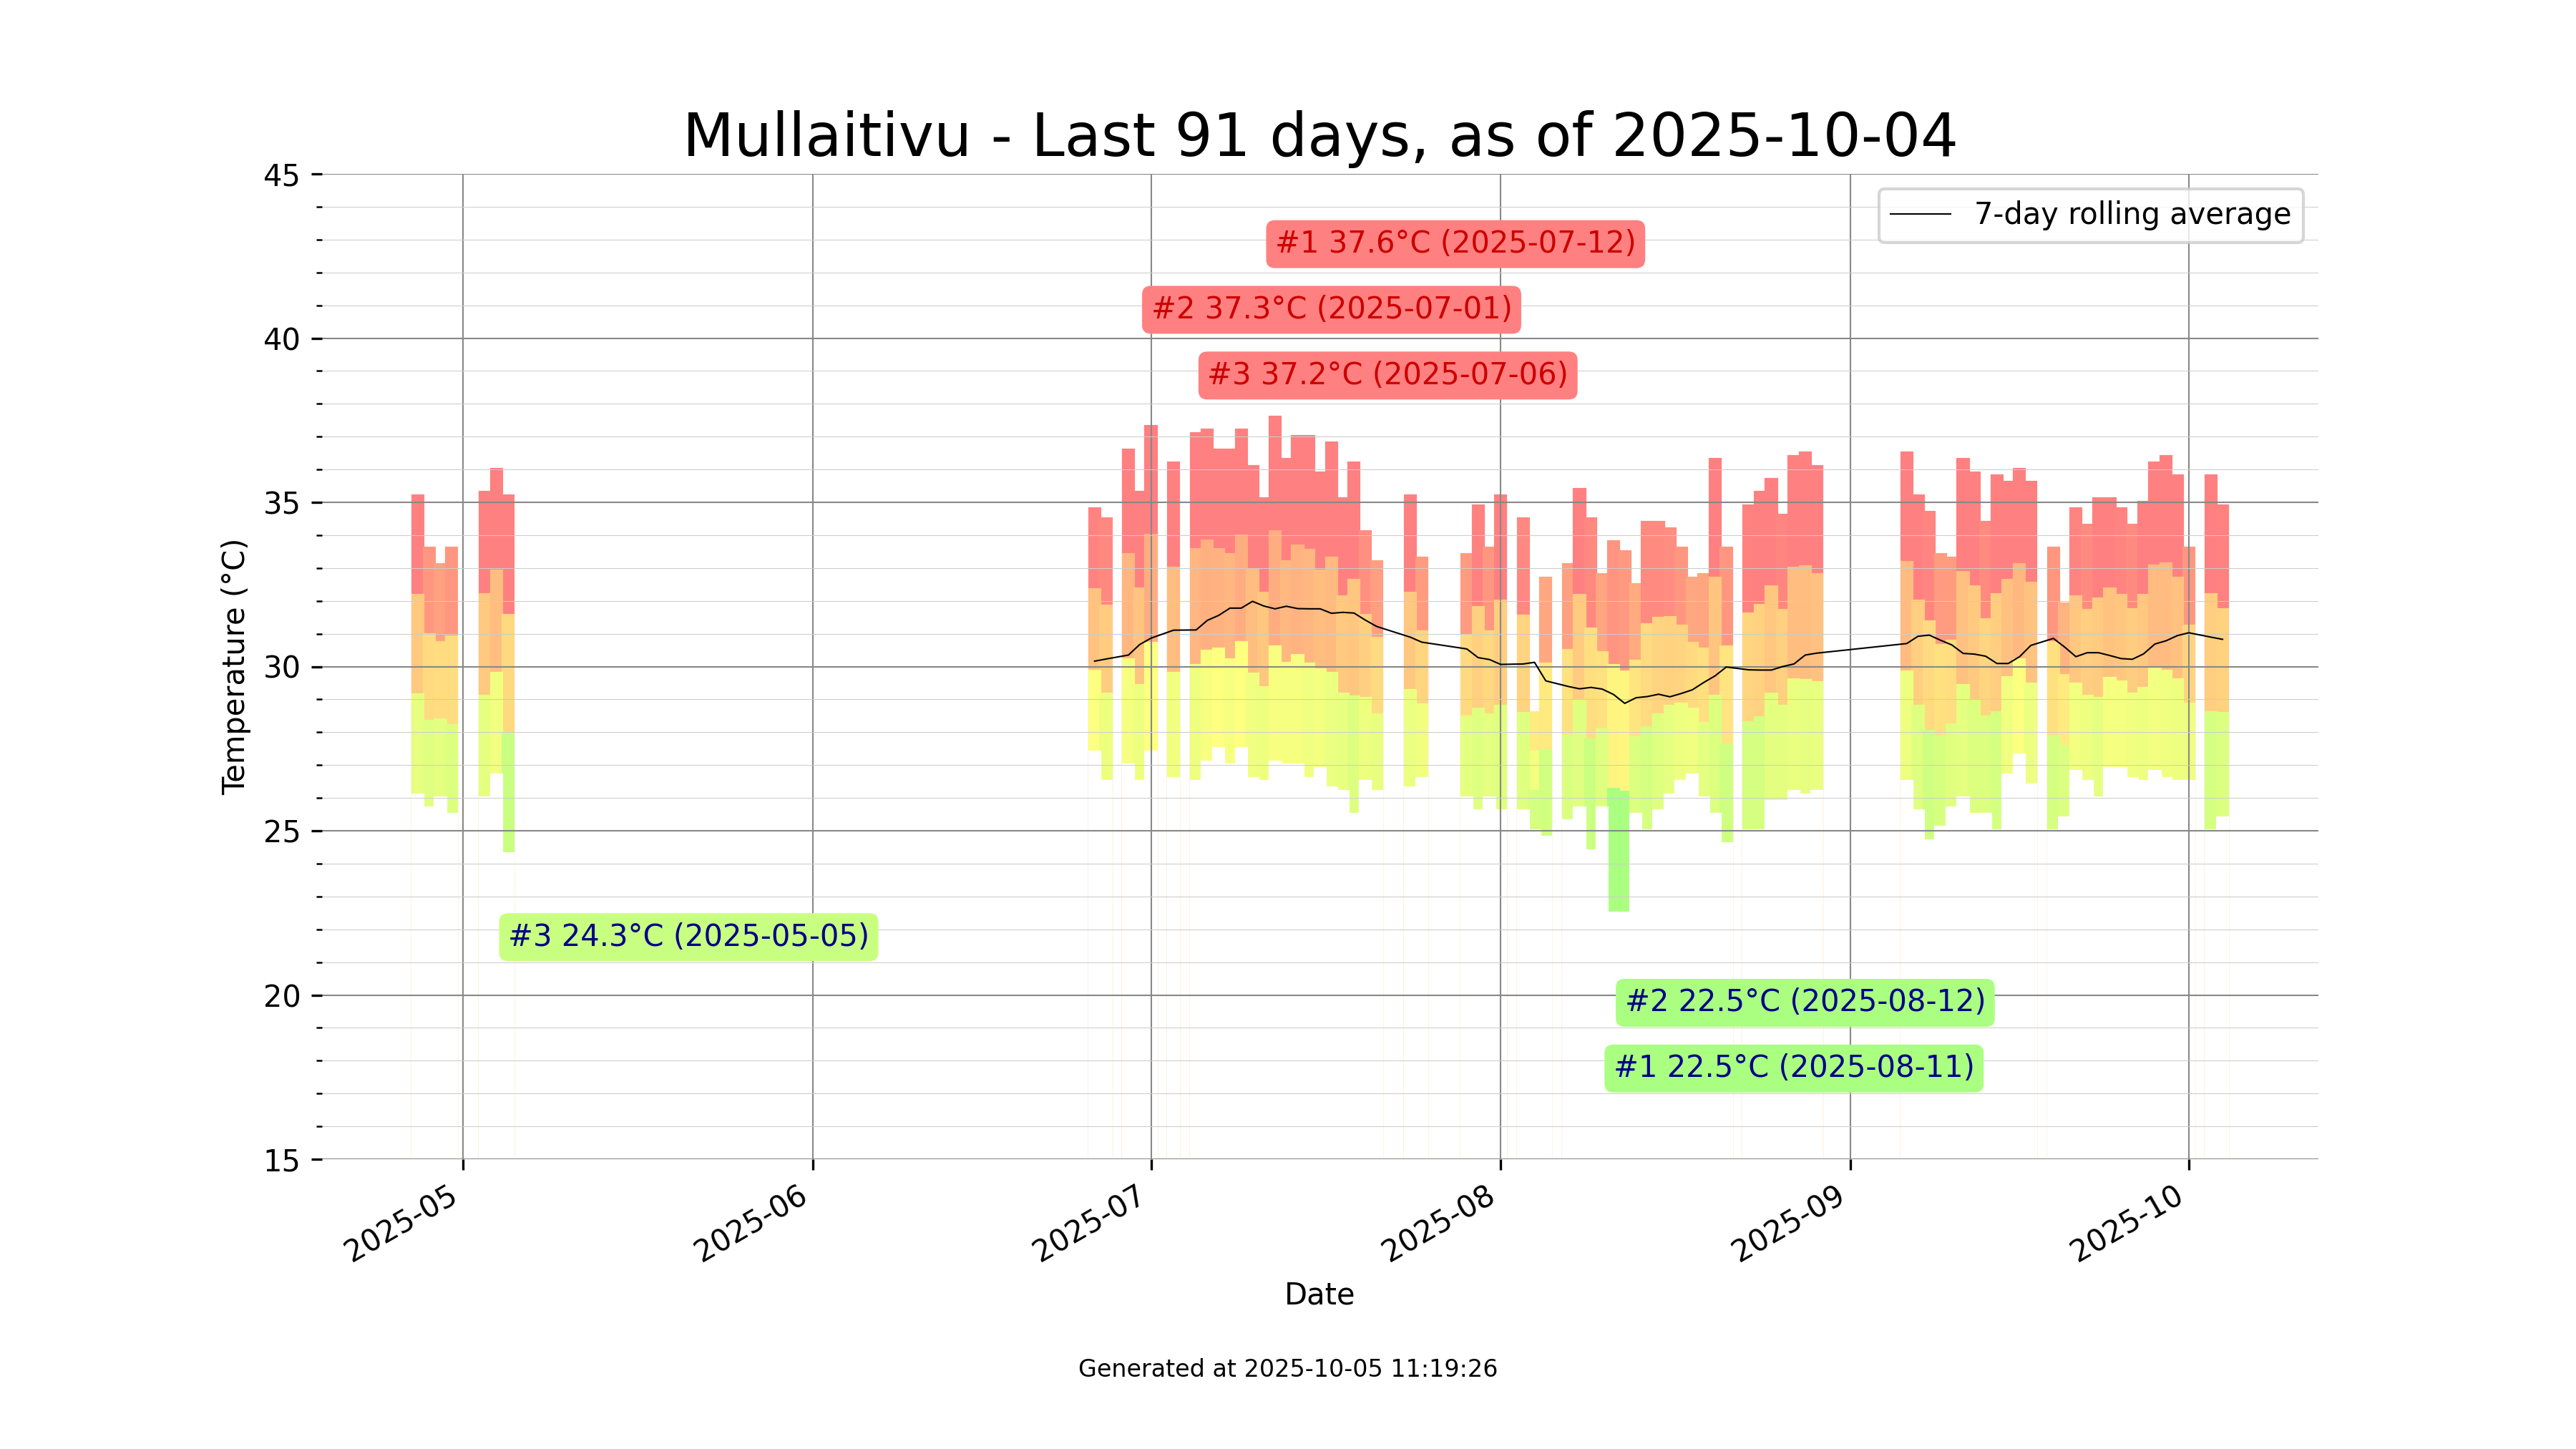 Mullaitivu - Last 91 days, as of 2025-10-04
45
40
35
30
25
20
15
Temperature (°C)
7-day rolling average
#1 37.6°C (2025-07-12)
#2 37.3°C (2025-07-01)
#3 37.2°C (2025-07-06)
#3 24.3°C (2025-05-05)
#2 22.5°C (2025-08-12)
#1 22.5°C (2025-08-11)
2025-05
2025-06
2025-07
2025-08
2025-09
2025-10
Date
Generated at 2025-10-05 11:19:26